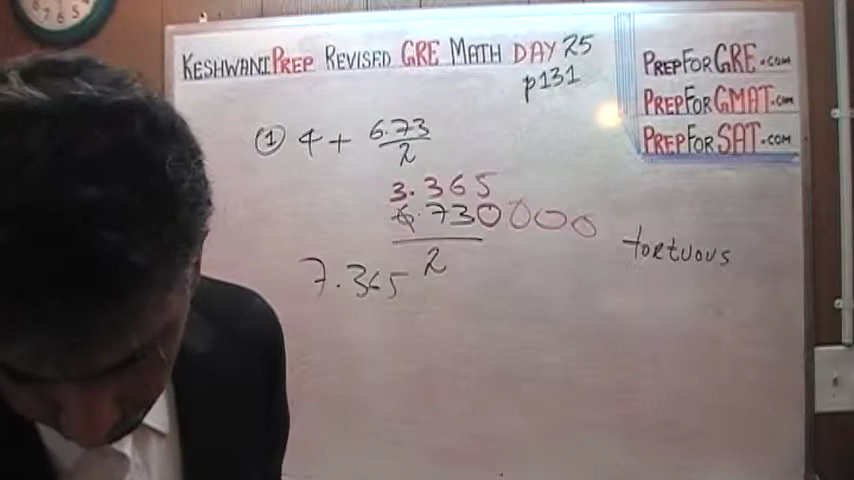 KESHWANIPREP REVISED GRE MATH DAY 25
p131
PREPFORGRE.COM
PREPFORGMAT.COM
PREPFORSAT.COM
① 4 + 6.73/2
3.365
6.730000
2
7.365
tortuous